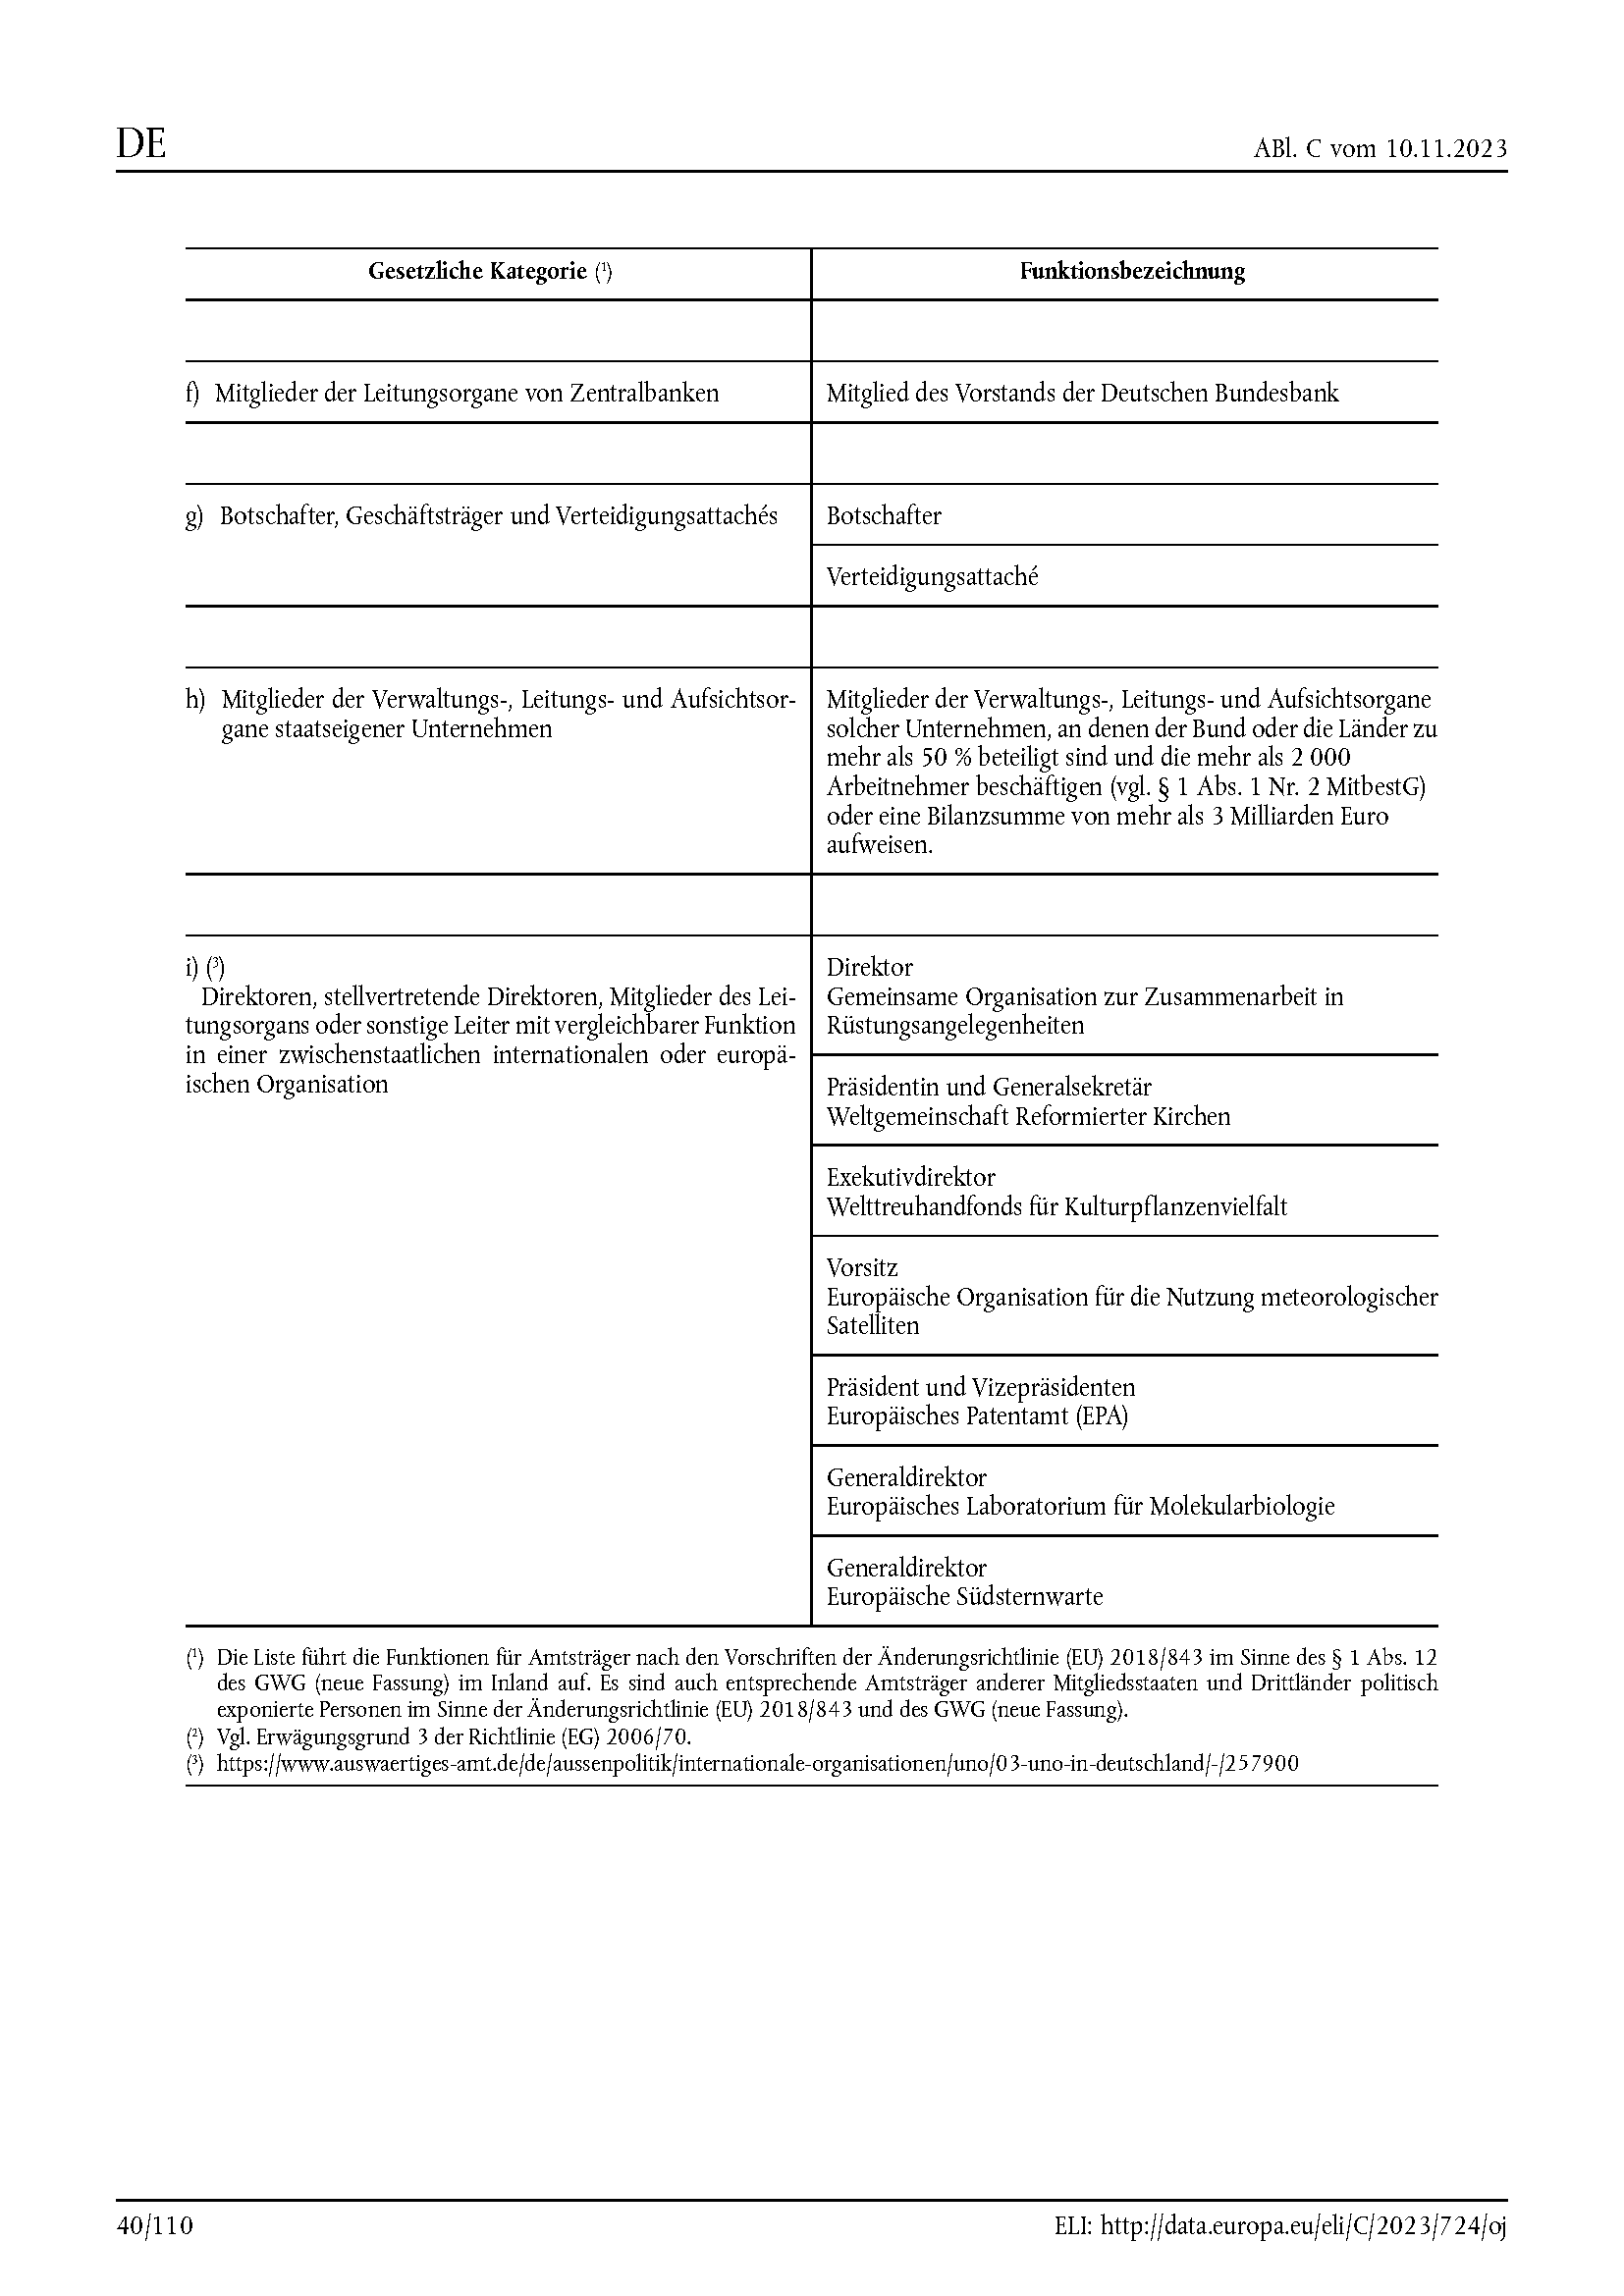 DE
ABl. C vom 10.11.2023
Gesetzliche Kategorie (¹)
Funktionsbezeichnung
f) Mitglieder der Leitungsorgane von Zentralbanken
Mitglied des Vorstands der Deutschen Bundesbank
g) Botschafter, Geschäftsträger und Verteidigungsattachés
Botschafter
Verteidigungsattaché
h) Mitglieder der Verwaltungs-, Leitungs- und Aufsichtsor-
gane staatseigener Unternehmen
Mitglieder der Verwaltungs-, Leitungs- und Aufsichtsorgane
solcher Unternehmen, an denen der Bund oder die Länder zu
mehr als 50 % beteiligt sind und die mehr als 2 000
Arbeitnehmer beschäftigen (vgl. § 1 Abs. 1 Nr. 2 MitbestG)
oder eine Bilanzsumme von mehr als 3 Milliarden Euro
aufweisen.
i) (³)
Direktoren, stellvertretende Direktoren, Mitglieder des Lei-
tungsorgans oder sonstige Leiter mit vergleichbarer Funktion
in einer zwischenstaatlichen internationalen oder europä-
ischen Organisation
Direktor
Gemeinsame Organisation zur Zusammenarbeit in
Rüstungsangelegenheiten
Präsidentin und Generalsekretär
Weltgemeinschaft Reformierter Kirchen
Exekutivdirektor
Welttreuhandfonds für Kulturpflanzenvielfalt
Vorsitz
Europäische Organisation für die Nutzung meteorologischer
Satelliten
Präsident und Vizepräsidenten
Europäisches Patentamt (EPA)
Generaldirektor
Europäisches Laboratorium für Molekularbiologie
Generaldirektor
Europäische Südsternwarte
(¹) Die Liste führt die Funktionen für Amtsträger nach den Vorschriften der Änderungsrichtlinie (EU) 2018/843 im Sinne des § 1 Abs. 12
des GWG (neue Fassung) im Inland auf. Es sind auch entsprechende Amtsträger anderer Mitgliedsstaaten und Drittländer politisch
exponierte Personen im Sinne der Änderungsrichtlinie (EU) 2018/843 und des GWG (neue Fassung).
(²) Vgl. Erwägungsgrund 3 der Richtlinie (EG) 2006/70.
(³) https://www.auswaertiges-amt.de/de/aussenpolitik/internationale-organisationen/uno/03-uno-in-deutschland/-/257900
40/110
ELI: http://data.europa.eu/eli/C/2023/724/oj